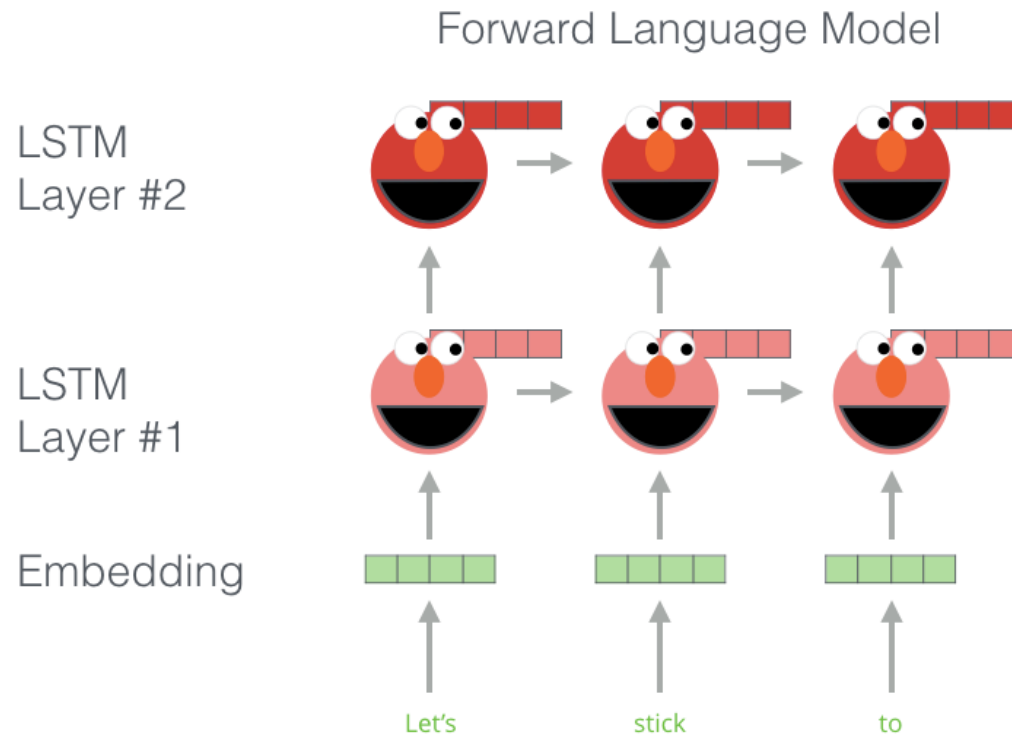 Forward Language Model
LSTM
Layer #2
LSTM
Layer #1
Embedding
Let's
stick
to